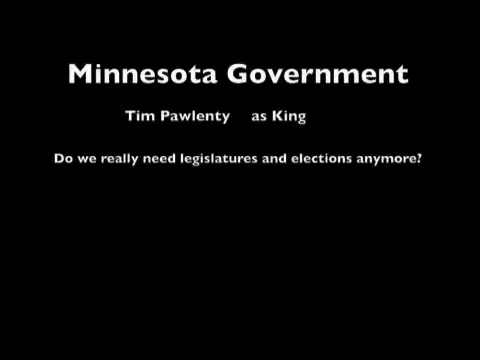 Minnesota Government
Tim Pawlenty as King
Do we really need legislatures and elections anymore?